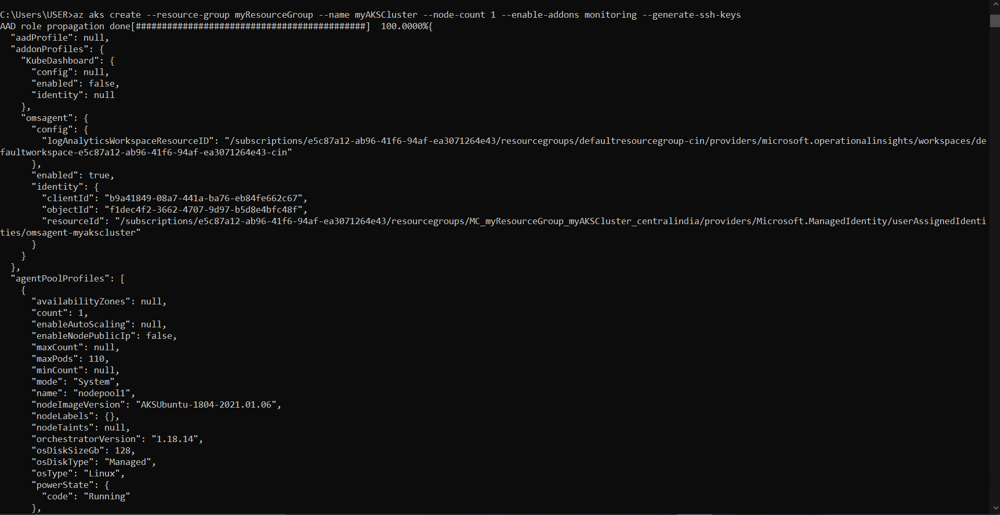 C:\Users\USER>az aks create --resource-group myResourceGroup --name myAKSCluster --node-count 1 --enable-addons monitoring --generate-ssh-keys
AAD role propagation done[############################################]  100.0000%{
  "aadProfile": null,
  "addonProfiles": {
    "KubeDashboard": {
      "config": null,
      "enabled": false,
      "identity": null
    },
    "omsagent": {
      "config": {
        "logAnalyticsWorkspaceResourceID": "/subscriptions/e5c87a12-ab96-41f6-94af-ea3071264e43/resourcegroups/defaultresourcegroup-cin/providers/microsoft.operationalinsights/workspaces/de
faultworkspace-e5c87a12-ab96-41f6-94af-ea3071264e43-cin"
      },
      "enabled": true,
      "identity": {
        "clientId": "b9a41849-08a7-441a-ba76-eb84fe662c67",
        "objectId": "f1dec4f2-3662-4707-9d97-b5d8e4bfc48f",
        "resourceId": "/subscriptions/e5c87a12-ab96-41f6-94af-ea3071264e43/resourcegroups/MC_myResourceGroup_myAKSCluster_centralindia/providers/Microsoft.ManagedIdentity/userAssignedIdenti
ties/omsagent-myakscluster"
      }
    }
  },
  "agentPoolProfiles": [
    {
      "availabilityZones": null,
      "count": 1,
      "enableAutoScaling": null,
      "enableNodePublicIp": false,
      "maxCount": null,
      "maxPods": 110,
      "minCount": null,
      "mode": "System",
      "name": "nodepool1",
      "nodeImageVersion": "AKSUbuntu-1804-2021.01.06",
      "nodeLabels": {},
      "nodeTaints": null,
      "orchestratorVersion": "1.18.14",
      "osDiskSizeGb": 128,
      "osDiskType": "Managed",
      "osType": "Linux",
      "powerState": {
        "code": "Running"
      },